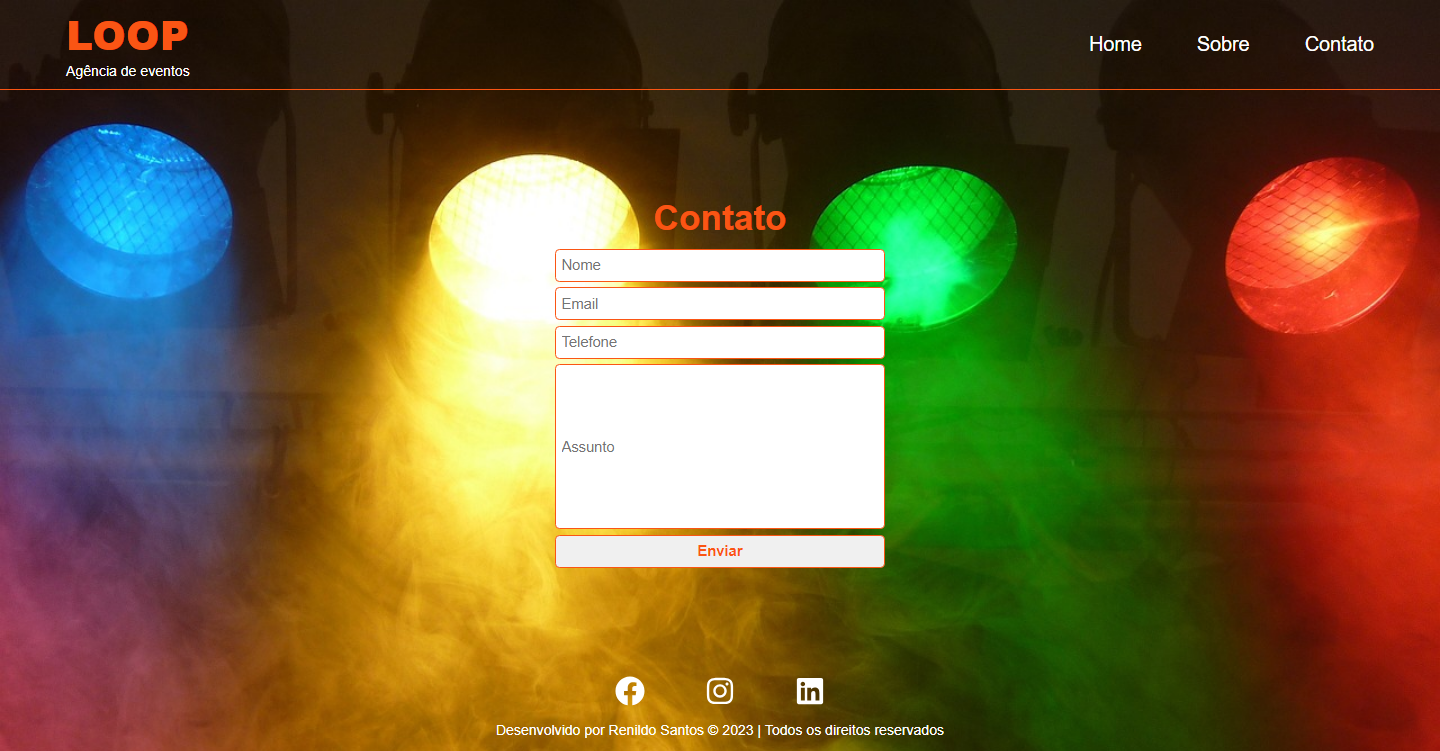 LOOP
Agência de eventos
Home Sobre Contato
Contato
Nome
Email
Telefone
Assunto
Enviar
Desenvolvido por Renildo Santos © 2023 | Todos os direitos reservados